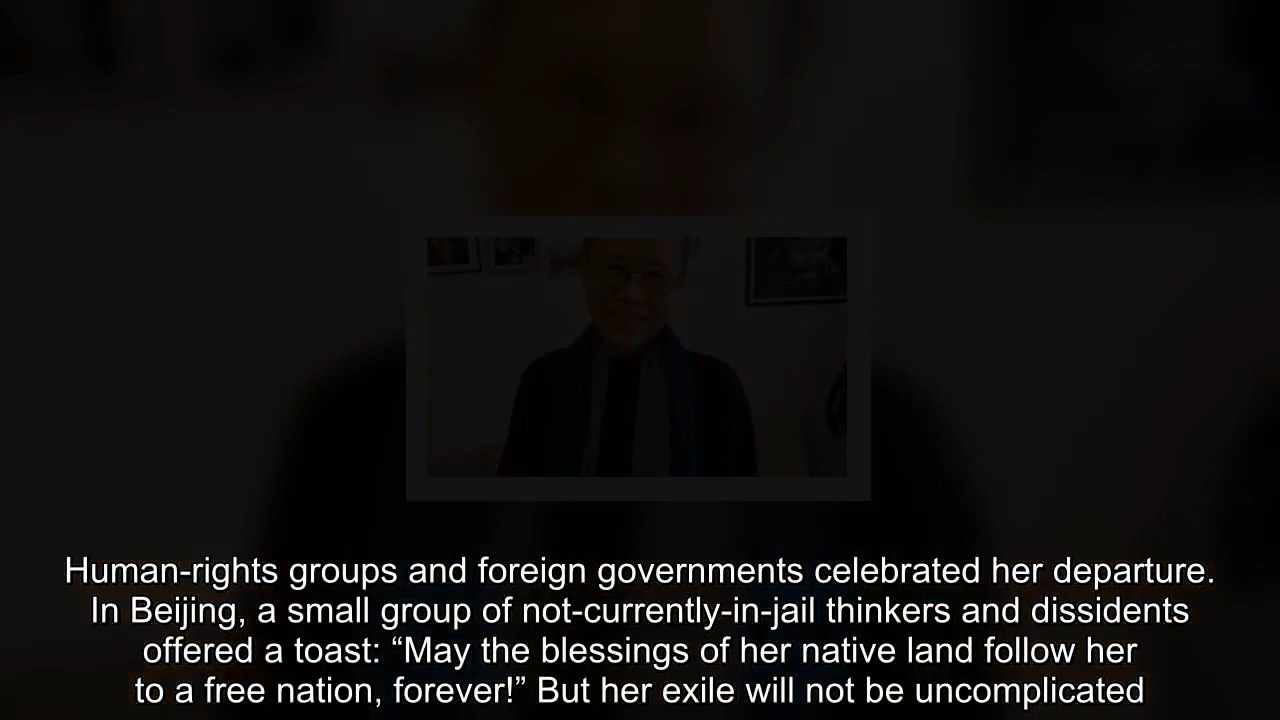 Human-rights groups and foreign governments celebrated her departure.
In Beijing, a small group of not-currently-in-jail thinkers and dissidents
offered a toast: “May the blessings of her native land follow her
to a free nation, forever!” But her exile will not be uncomplicated